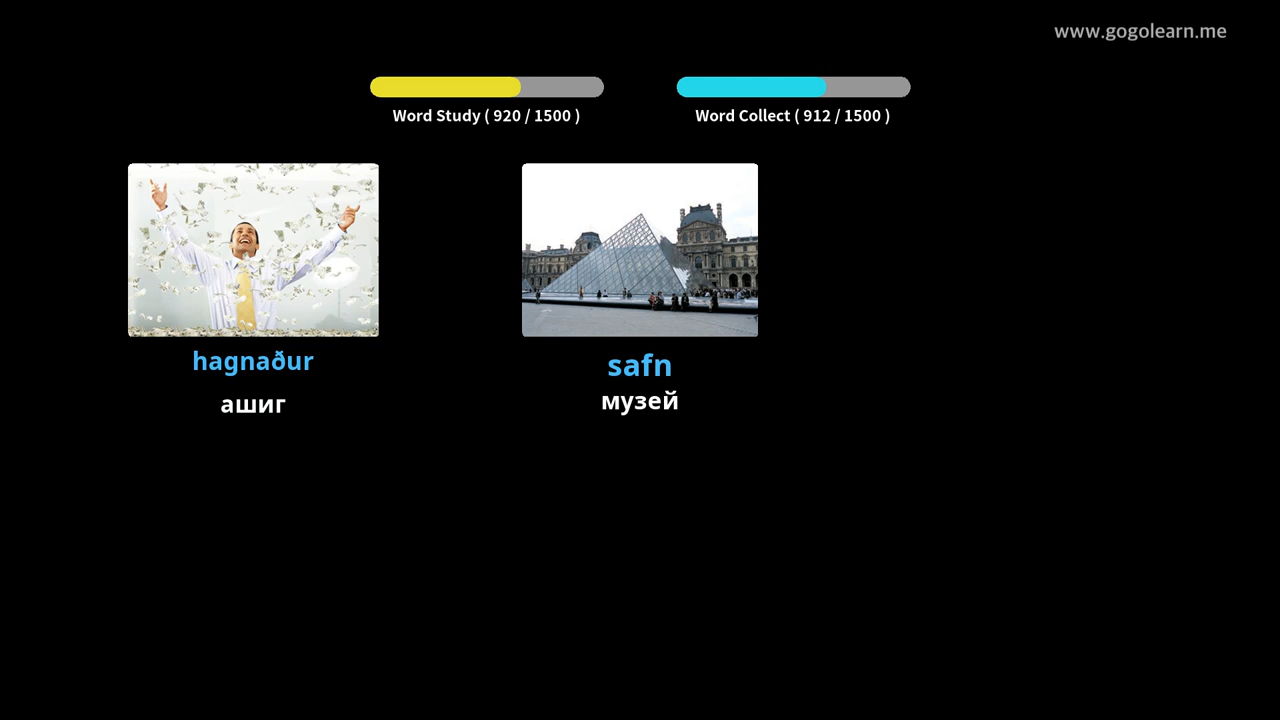 www.gogolearn.me
Word Study ( 920 / 1500 )
Word Collect ( 912 / 1500 )
hagnaður
ашиг
safn
музей